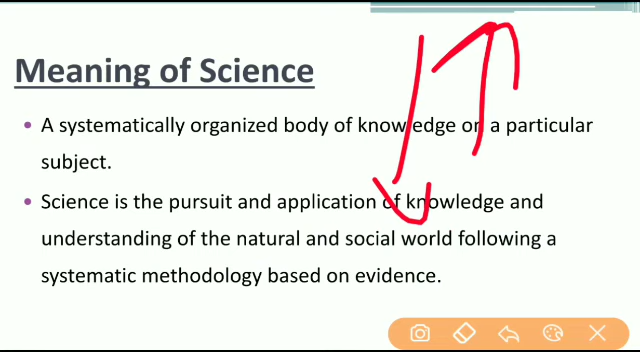 Meaning of Science
• A systematically organized body of knowledge on a particular
subject.
• Science is the pursuit and application of knowledge and
understanding of the natural and social world following a
systematic methodology based on evidence.